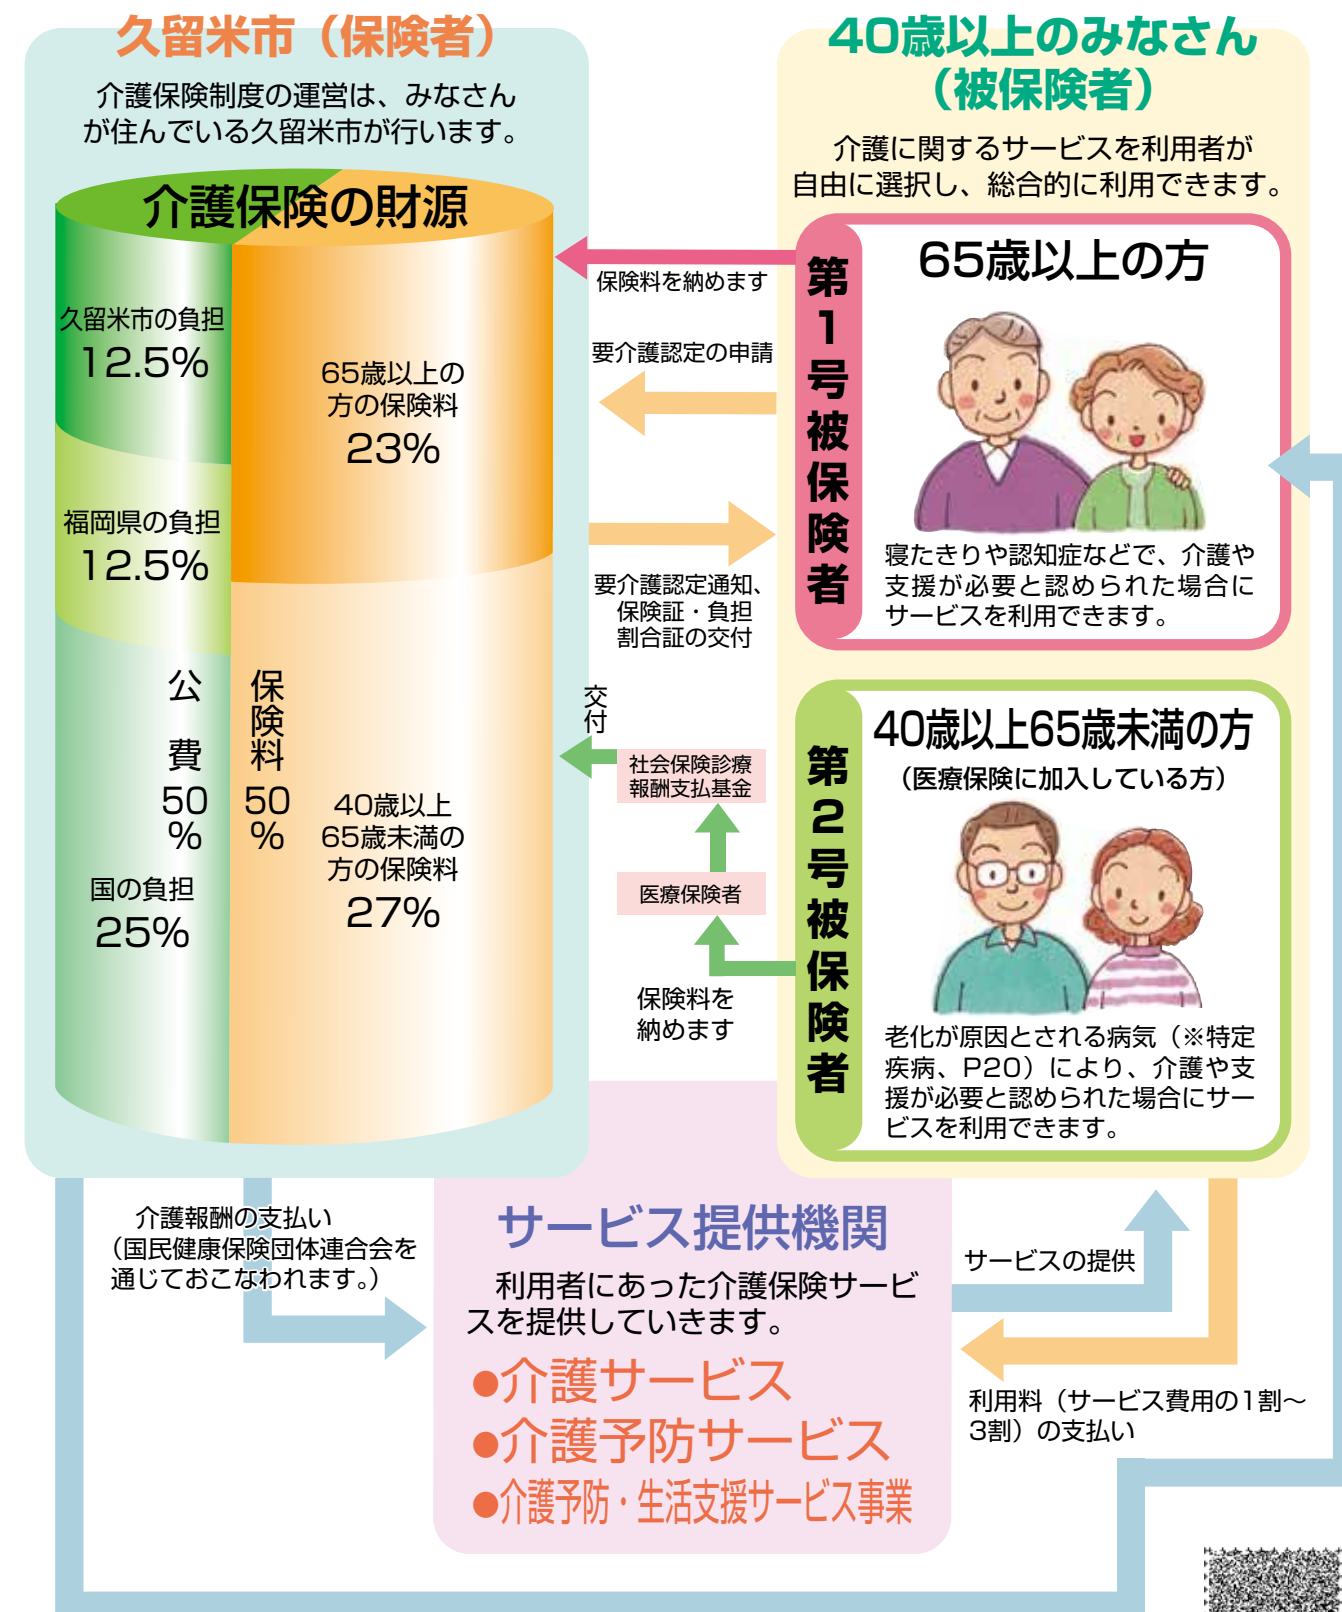 久留米市（保険者）
介護保険制度の運営は、みなさん
が住んでいる久留米市が行います。
介護保険の財源
久留米市の負担
12.5%
福岡県の負担
12.5%
公費
50
%
国の負担
25%
65歳以上の
方の保険料
23%
保険料
50
%
40歳以上
65歳未満の
方の保険料
27%
保険料を納めます
要介護認定の申請
要介護認定通知、
保険証・負担
割合証の交付
交付
社会保険診療
報酬支払基金
医療保険者
保険料を
納めます
40歳以上のみなさん
（被保険者）
介護に関するサービスを利用者が
自由に選択し、総合的に利用できます。
第1号被保険者
65歳以上の方
寝たきりや認知症などで、介護や
支援が必要と認められた場合に
サービスを利用できます。
第2号被保険者
40歳以上65歳未満の方
（医療保険に加入している方）
老化が原因とされる病気（※特定
疾病、P20）により、介護や支
援が必要と認められた場合にサー
ビスを利用できます。
介護報酬の支払い
（国民健康保険団体連合会を
通じておこなわれます。）
サービス提供機関
利用者にあった介護保険サービ
スを提供していきます。
●介護サービス
●介護予防サービス
●介護予防・生活支援サービス事業
サービスの提供
利用料（サービス費用の1割〜
3割）の支払い